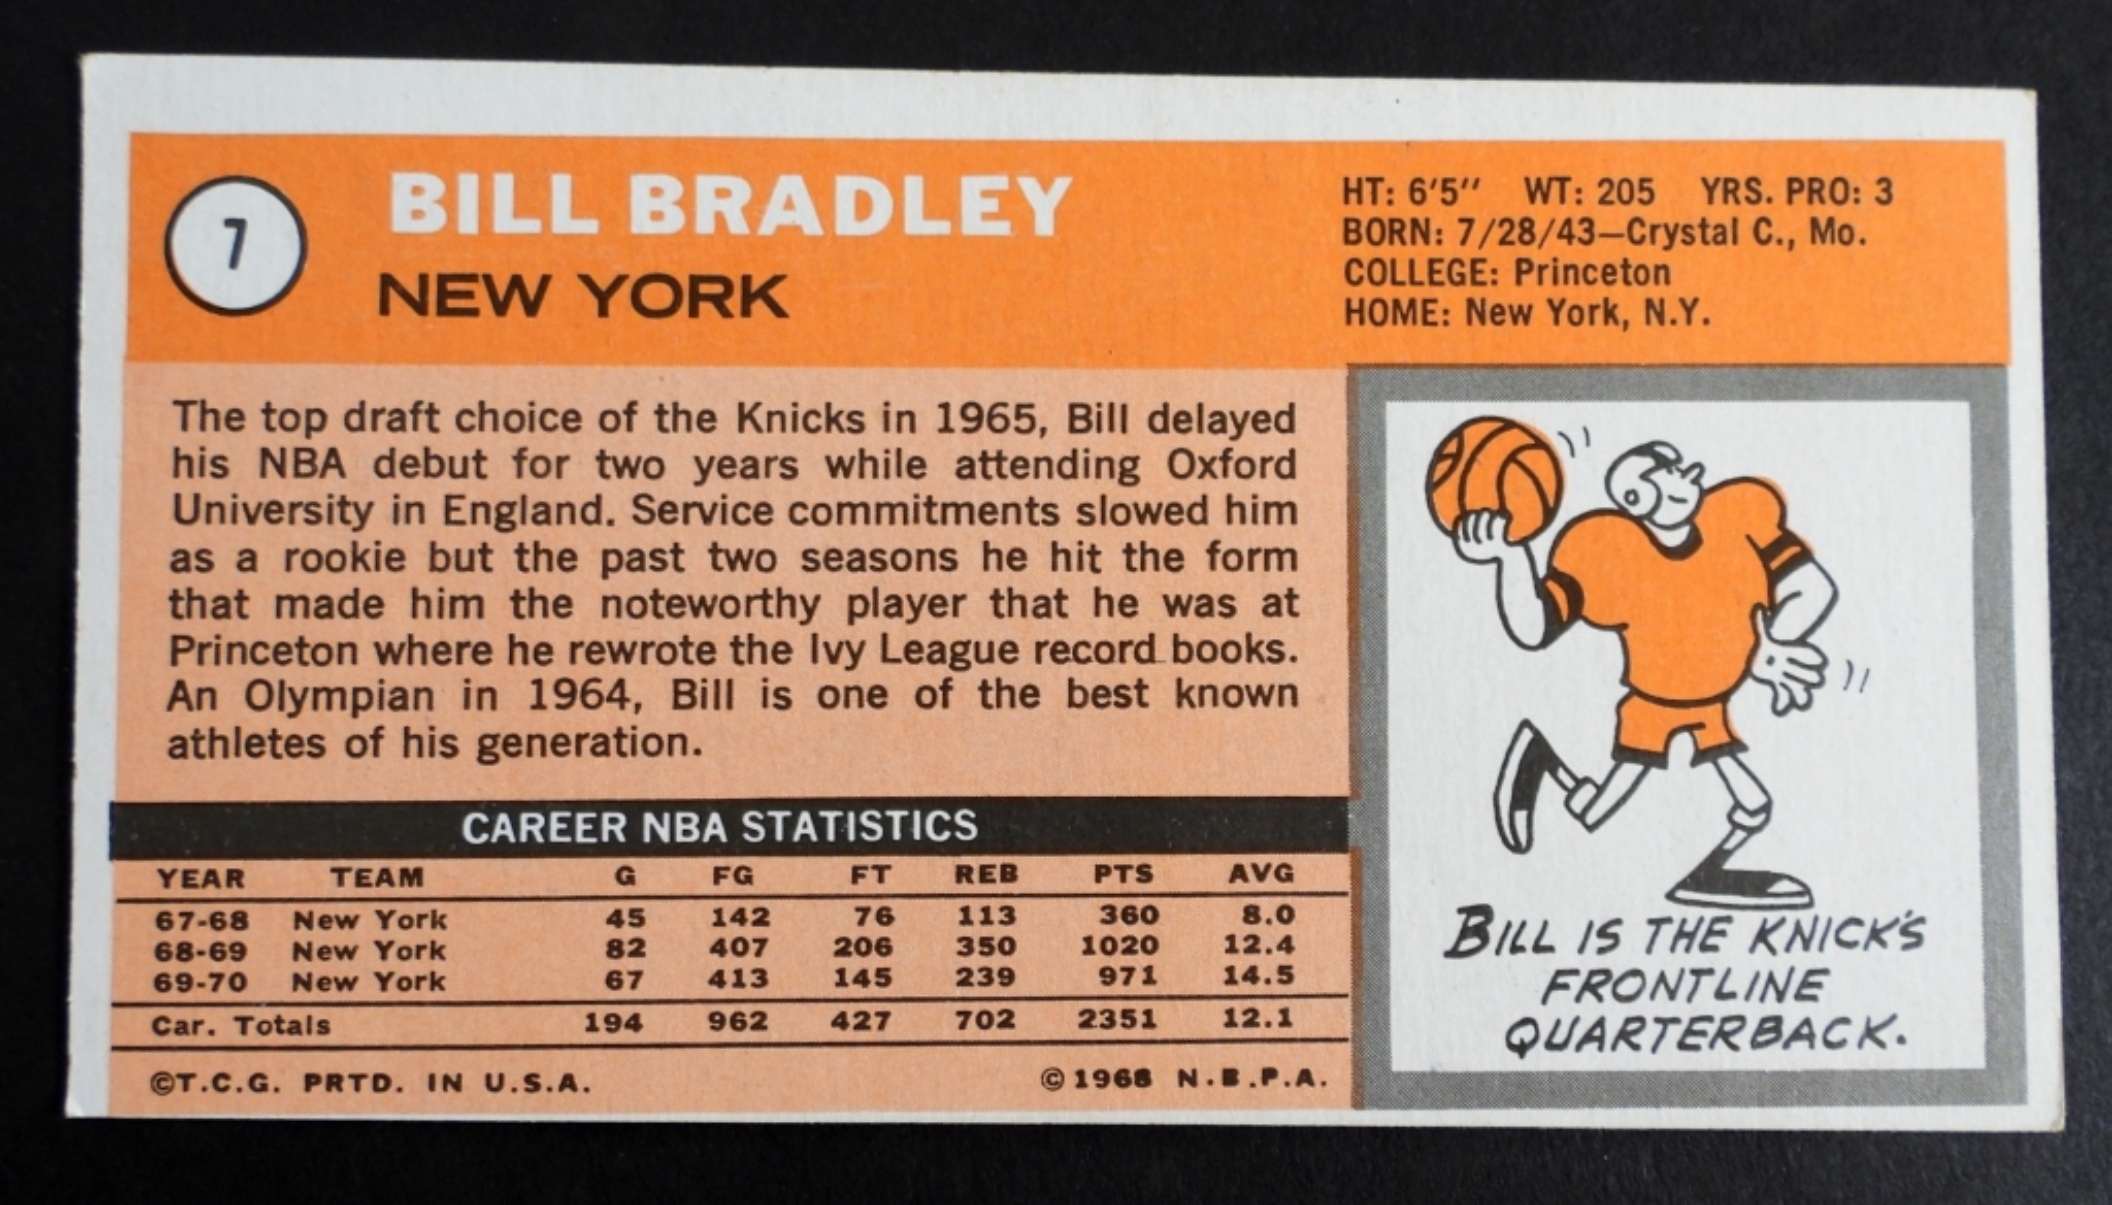 7
BILL BRADLEY
NEW YORK
HT: 6'5" WT: 205 YRS. PRO: 3
BORN: 7/28/43—Crystal C., Mo.
COLLEGE: Princeton
HOME: New York, N.Y.
The top draft choice of the Knicks in 1965, Bill delayed
his NBA debut for two years while attending Oxford
University in England. Service commitments slowed him
as a rookie but the past two seasons he hit the form
that made him the noteworthy player that he was at
Princeton where he rewrote the Ivy League record books.
An Olympian in 1964, Bill is one of the best known
athletes of his generation.
CAREER NBA STATISTICS
YEAR TEAM G FG FT REB PTS AVG
67-68 New York 45 142 76 113 360 8.0
68-69 New York 82 407 206 350 1020 12.4
69-70 New York 67 413 145 239 971 14.5
Car. Totals 194 962 427 702 2351 12.1
©T.C.G. PRTD. IN U.S.A. ©1968 N.B.P.A.
BILL IS THE KNICK'S
FRONTLINE
QUARTERBACK.